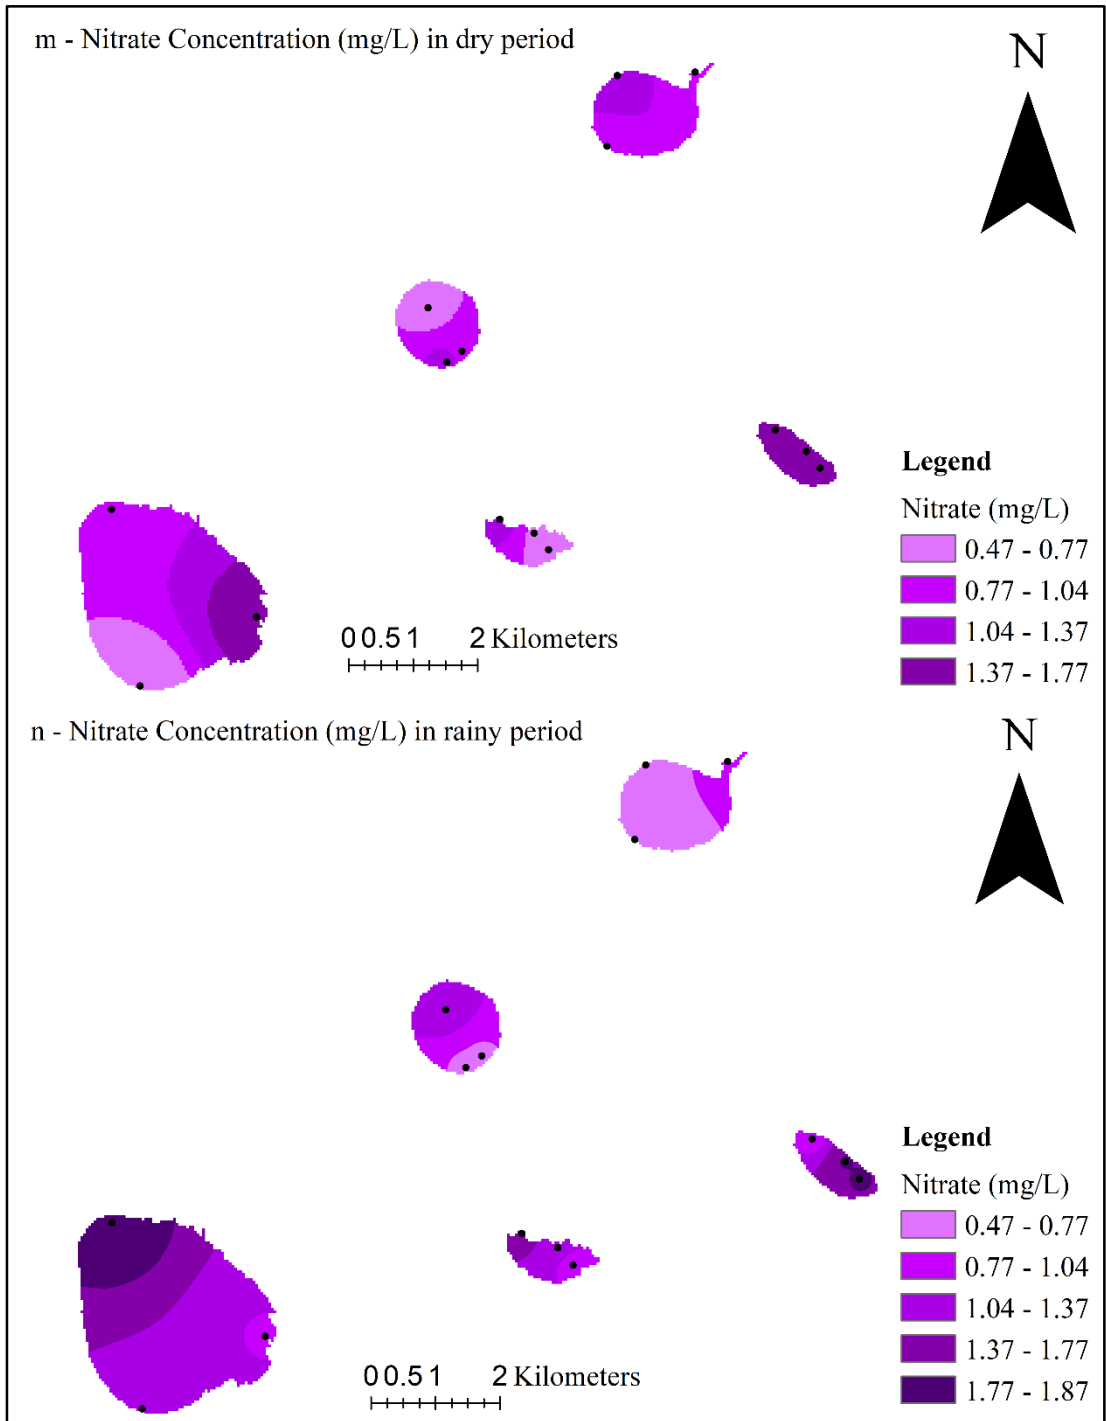 m - Nitrate Concentration (mg/L) in dry period
N
Legend
Nitrate (mg/L)
0.47 - 0.77
0.77 - 1.04
1.04 - 1.37
1.37 - 1.77
0 0.5 1 2 Kilometers
n - Nitrate Concentration (mg/L) in rainy period
N
Legend
Nitrate (mg/L)
0.47 - 0.77
0.77 - 1.04
1.04 - 1.37
1.37 - 1.77
1.77 - 1.87
0 0.5 1 2 Kilometers